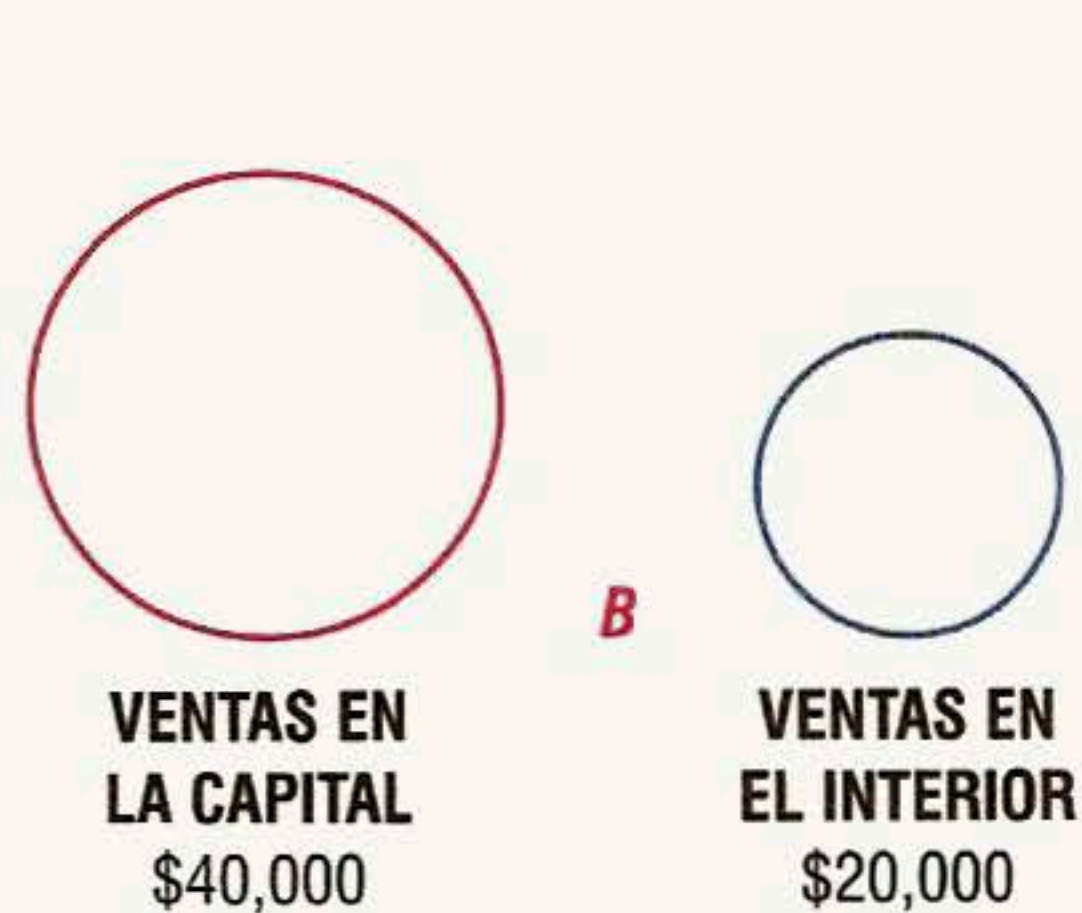 B
VENTAS EN
LA CAPITAL
$40,000
VENTAS EN
EL INTERIOR
$20,000